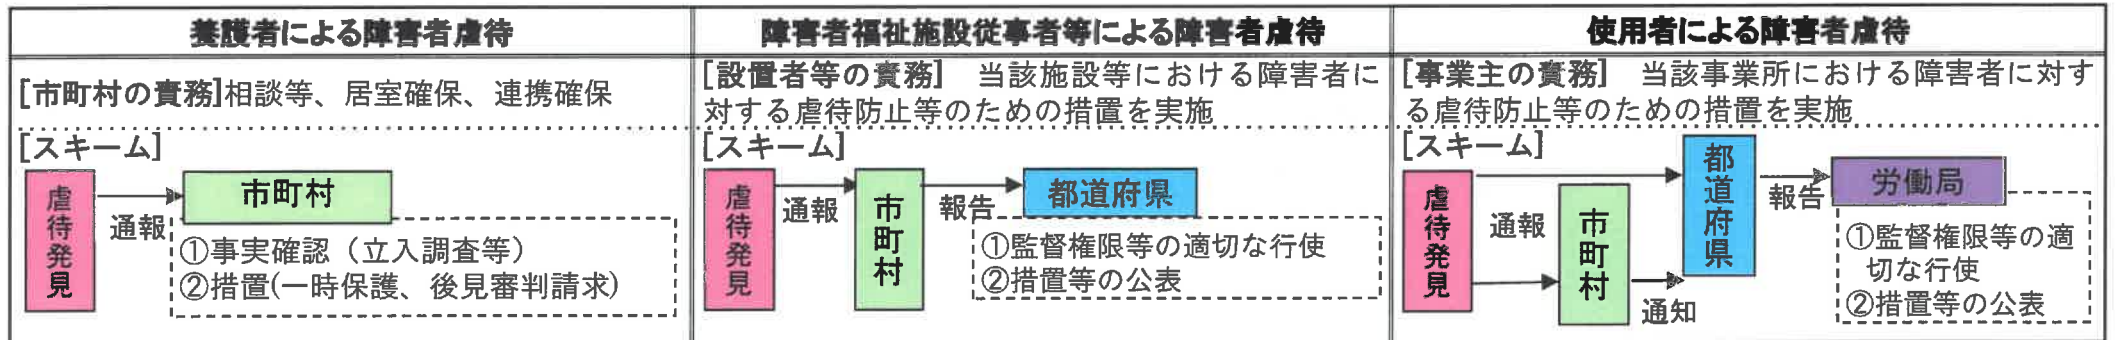 養護者による障害者虐待
[市町村の責務]相談等、居室確保、連携確保
[スキーム]
虐待発見
通報
市町村
①事実確認（立入調査等）
②措置(一時保護、後見審判請求)
障害者福祉施設従事者等による障害者虐待
[設置者等の責務]　当該施設等における障害者に
対する虐待防止等のための措置を実施
[スキーム]
虐待発見
通報
市町村
報告
都道府県
①監督権限等の適切な行使
②措置等の公表
使用者による障害者虐待
[事業主の責務]　当該事業所における障害者に対す
る虐待防止等のための措置を実施
[スキーム]
虐待発見
通報
市町村
通知
都道府県
報告
労働局
①監督権限等の適
切な行使
②措置等の公表